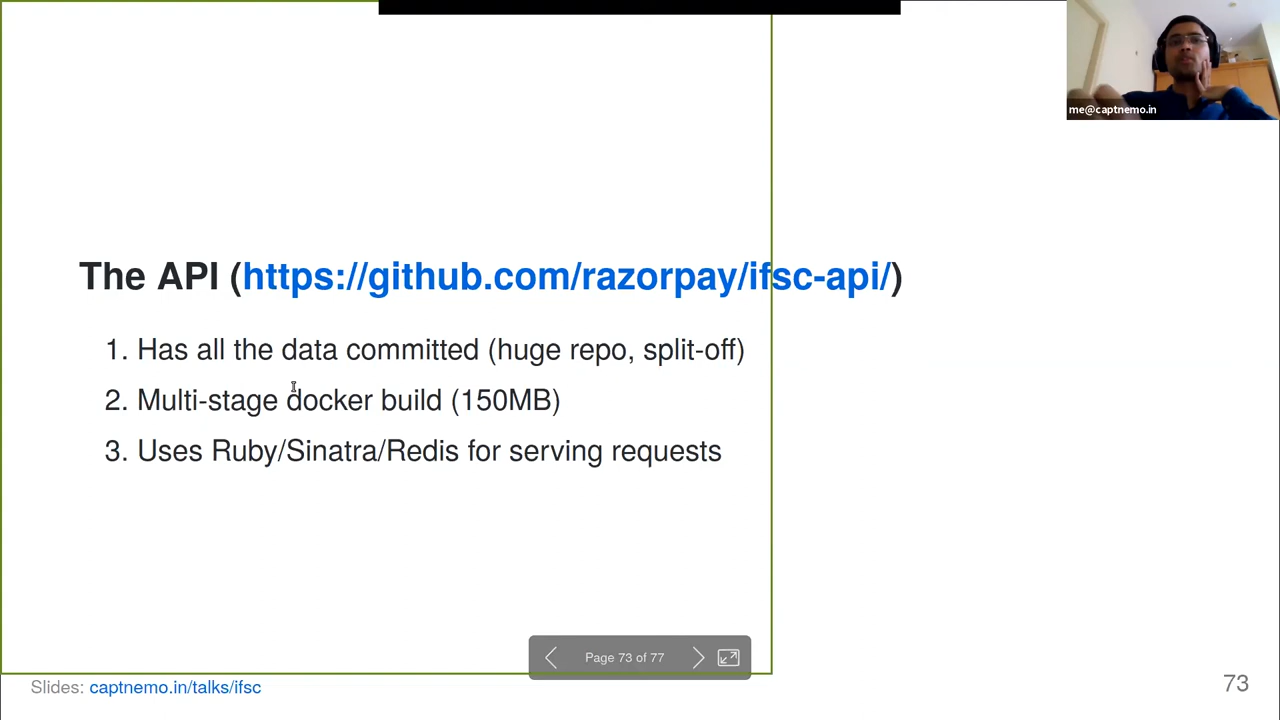 me@captnemo.in
The API (https://github.com/razorpay/ifsc-api/)
1. Has all the data committed (huge repo, split-off)
2. Multi-stage docker build (150MB)
3. Uses Ruby/Sinatra/Redis for serving requests
Page 73 of 77
Slides: captnemo.in/talks/ifsc
73